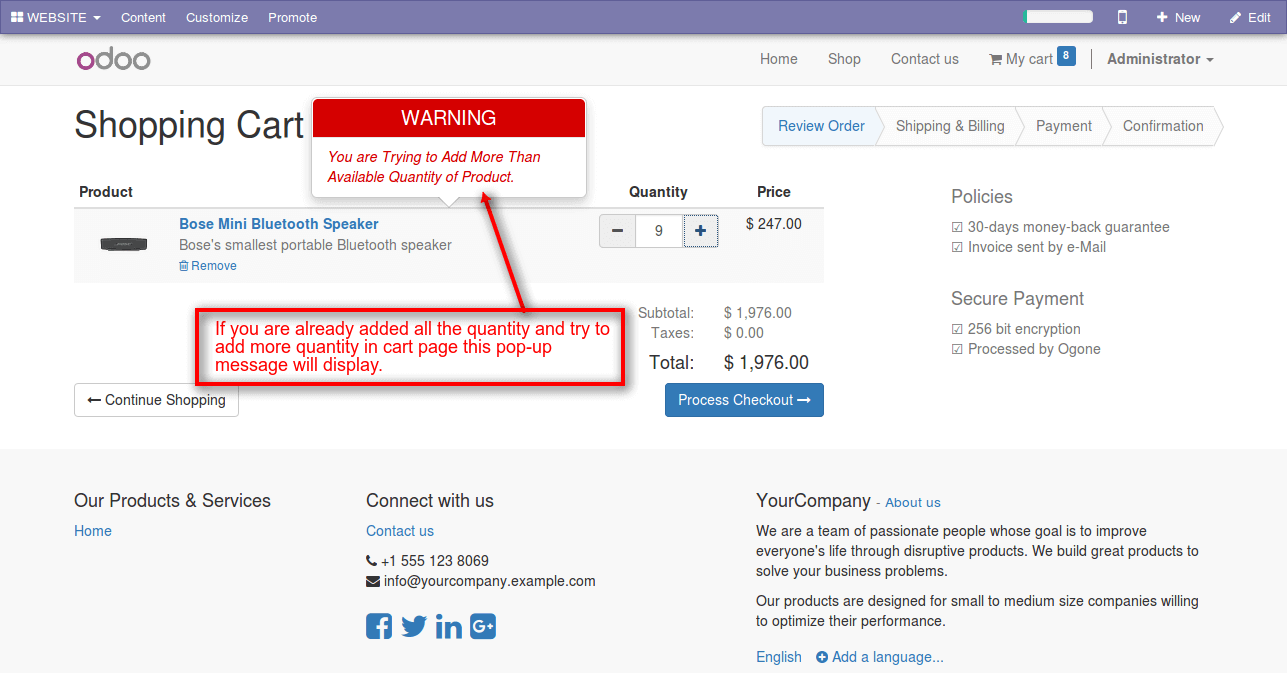 WEBSITE Content Customize Promote New Edit
odoo
Home Shop Contact us My cart 8 Administrator
Shopping Cart
WARNING
You are Trying to Add More Than
Available Quantity of Product.
Review Order Shipping & Billing Payment Confirmation
Product Quantity Price
Bose Mini Bluetooth Speaker
Bose's smallest portable Bluetooth speaker
Remove
9
$ 247.00
Subtotal: $ 1,976.00
Taxes: $ 0.00
Total: $ 1,976.00
If you are already added all the quantity and try to
add more quantity in cart page this pop-up
message will display.
Continue Shopping
Process Checkout
Policies
30-days money-back guarantee
Invoice sent by e-Mail
Secure Payment
256 bit encryption
Processed by Ogone
Our Products & Services
Home
Connect with us
Contact us
+1 555 123 8069
info@yourcompany.example.com
YourCompany - About us
We are a team of passionate people whose goal is to improve
everyone's life through disruptive products. We build great products to
solve your business problems.
Our products are designed for small to medium size companies willing
to optimize their performance.
English Add a language...